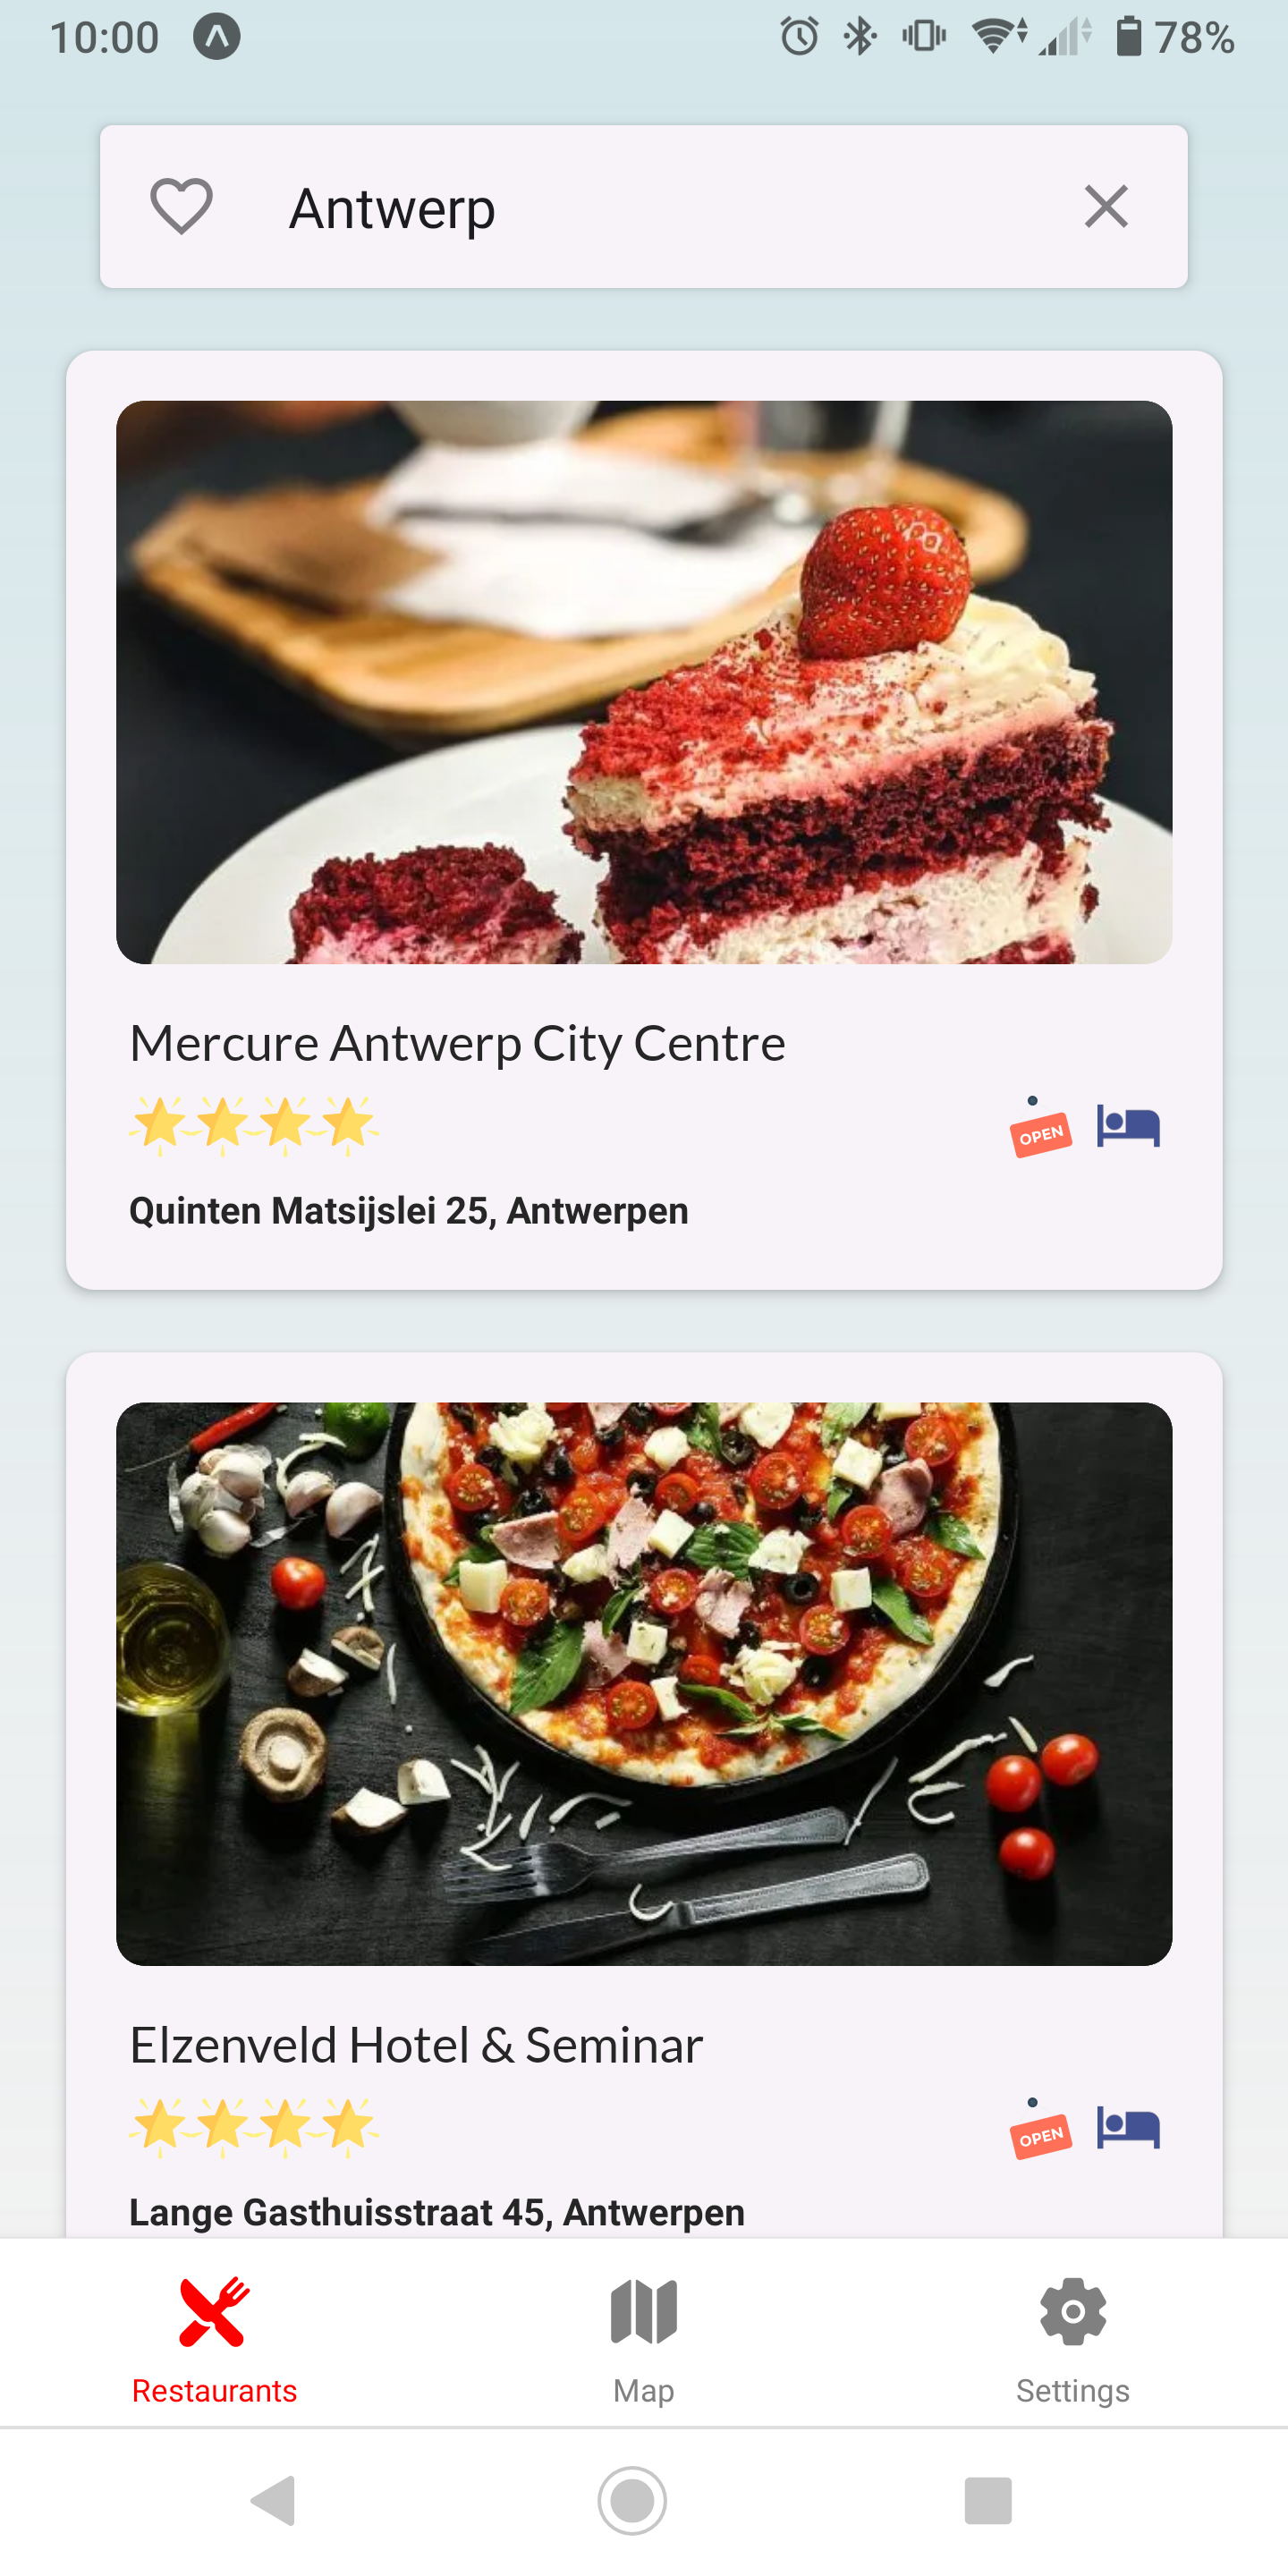 10:00
78%
Antwerp
Mercure Antwerp City Centre
OPEN
Quinten Matsijslei 25, Antwerpen
Elzenveld Hotel & Seminar
OPEN
Lange Gasthuisstraat 45, Antwerpen
Restaurants
Map
Settings